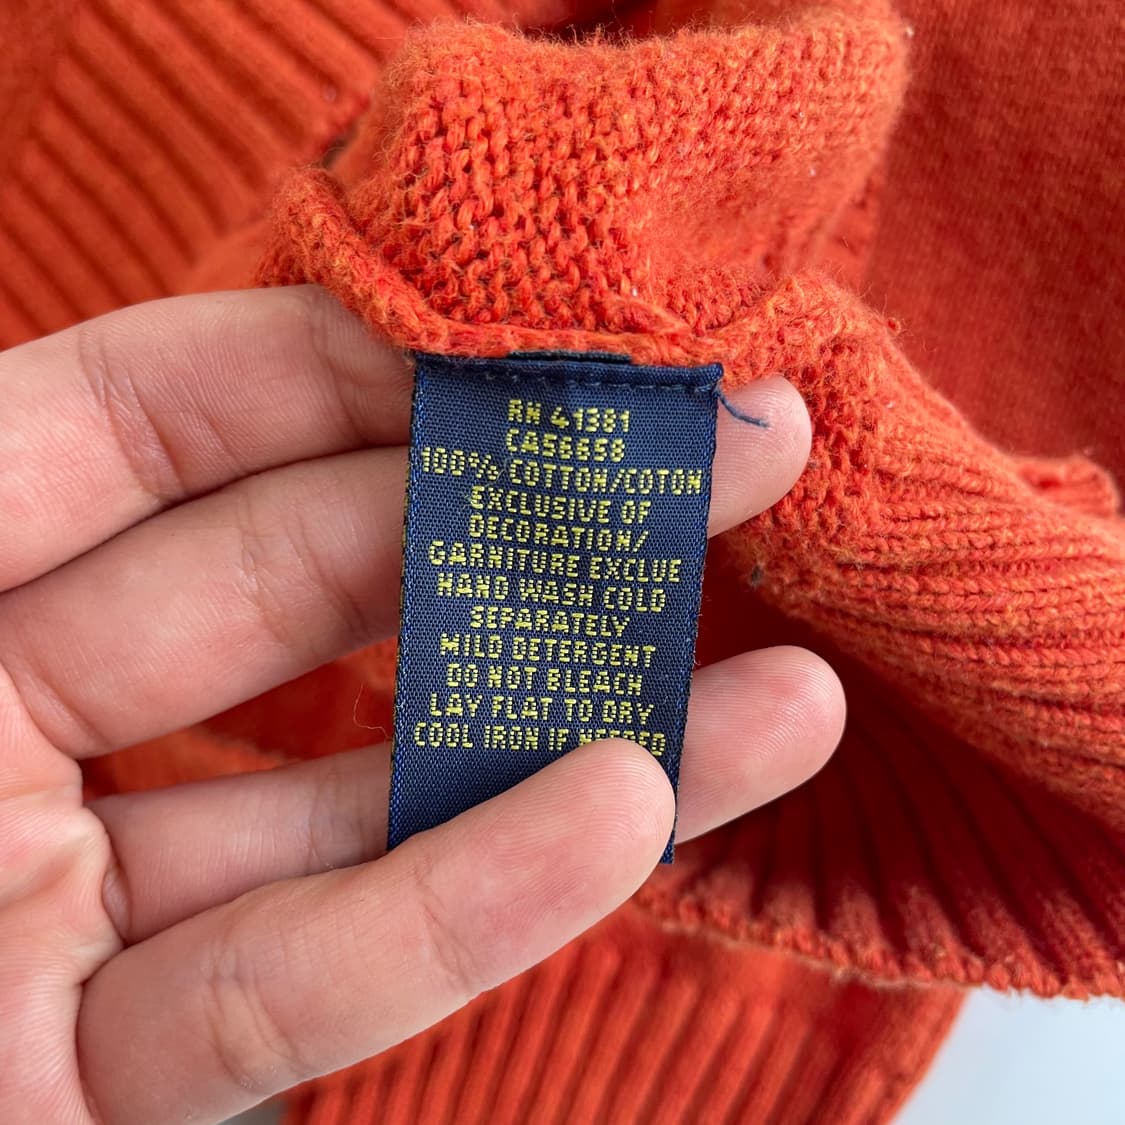 RN 41381
CA56658
100% COTTON/COTON
EXCLUSIVE OF
DECORATION/
GARNITURE EXCLUE
HAND WASH COLD
SEPARATELY
MILD DETERGENT
DO NOT BLEACH
LAY FLAT TO DRY
COOL IRON IF NEEDED